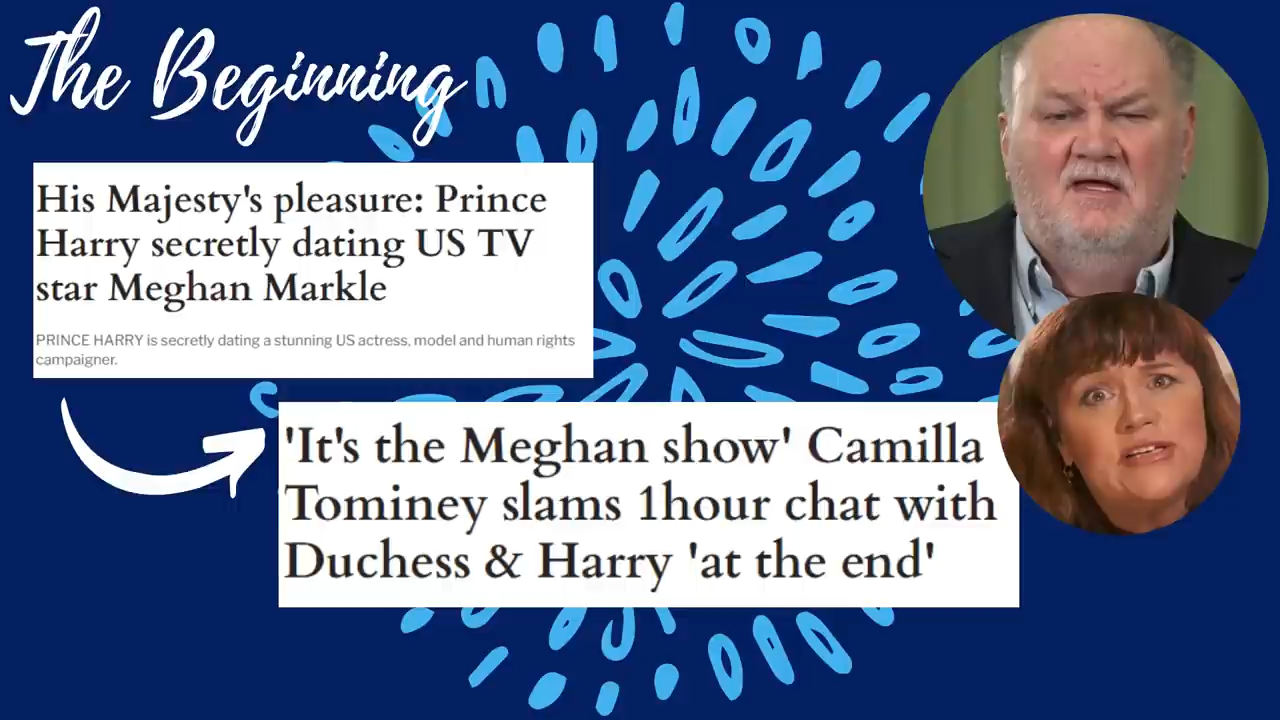 The Beginning
His Majesty's pleasure: Prince
Harry secretly dating US TV
star Meghan Markle
PRINCE HARRY is secretly dating a stunning US actress, model and human rights
campaigner.
'It's the Meghan show' Camilla
Tominey slams 1hour chat with
Duchess & Harry 'at the end'